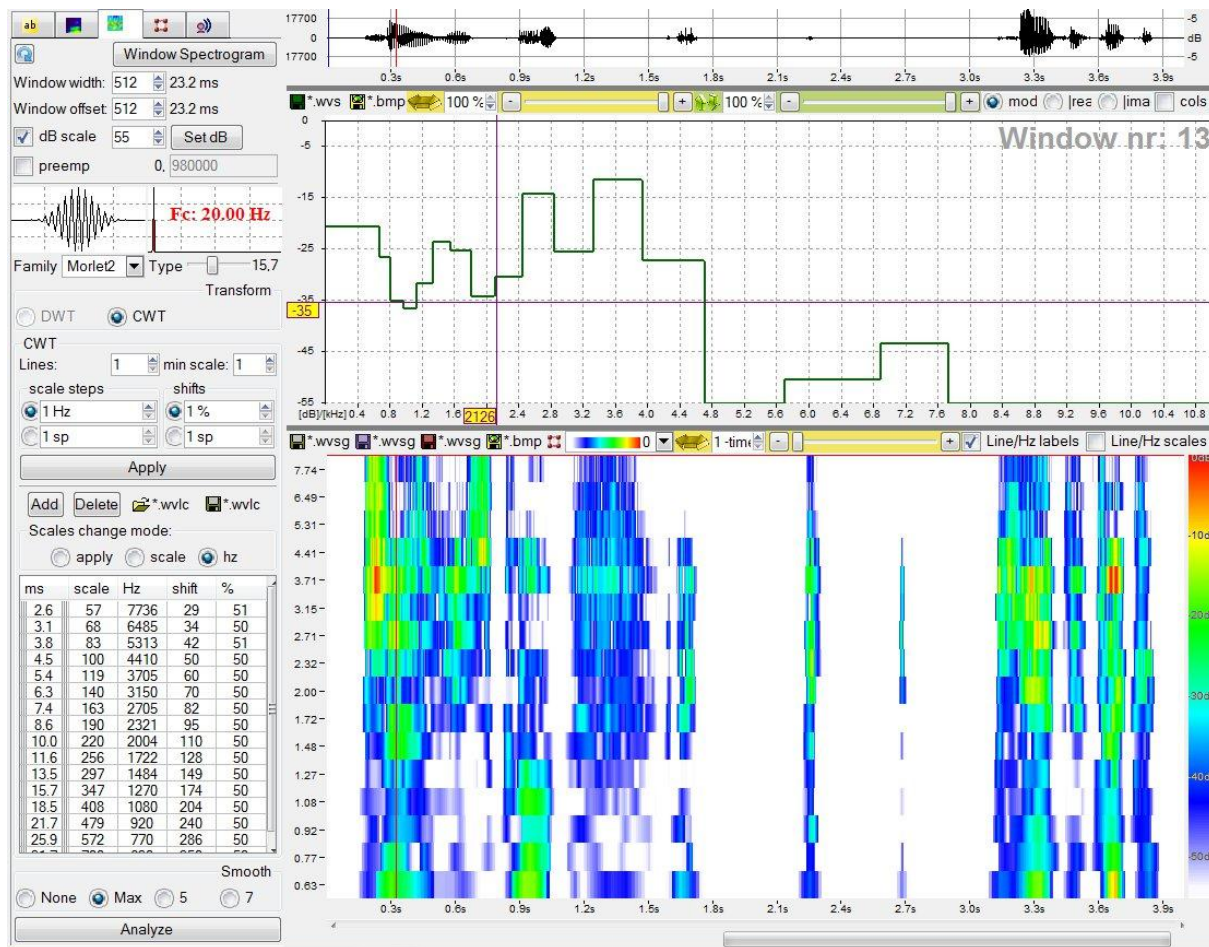 ab
Window Spectrogram
Window width: 512 23.2 ms
Window offset: 512 23.2 ms
dB scale 55 Set dB
preemp 0, 980000
Fc: 20.00 Hz
Family Morlet2 Type 15,7
Transform
DWT CWT
CWT
Lines: 1 min scale: 1
scale steps shifts
1 Hz 1 %
1 sp 1 sp
Apply
Add Delete *.wvlc *.wvlc
Scales change mode:
apply scale hz
ms scale Hz shift %
2.6 57 7736 29 51
3.1 68 6485 34 50
3.8 83 5313 42 51
4.5 100 4410 50 50
5.4 119 3705 60 50
6.3 140 3150 70 50
7.4 163 2705 82 50
8.6 190 2321 95 50
10.0 220 2004 110 50
11.6 256 1722 128 50
13.5 297 1484 149 50
15.7 347 1270 174 50
18.5 408 1080 204 50
21.7 479 920 240 50
25.9 572 770 286 50
Smooth
None Max 5 7
Analyze
17700 -5
0 dB
17700 -5
0.3s 0.6s 0.9s 1.2s 1.5s 1.8s 2.1s 2.4s 2.7s 3.0s 3.3s 3.6s 3.9s
*.wvs *.bmp 100 % - + 100 % - + mod |rea |ima cols
Window nr: 13
0
-5
-15
-25
-35
-35
-45
-55
[dB]/[kHz] 0.4 0.8 1.2 1.6 2126 2.4 2.8 3.2 3.6 4.0 4.4 4.8 5.2 5.6 6.0 6.4 6.8 7.2 7.6 8.0 8.4 8.8 9.2 9.6 10.0 10.4 10.8
*.wvsg *.wvsg *.wvsg *.bmp 0 1 -time - + Line/Hz labels Line/Hz scales
7.74
6.49
5.31
4.41
3.71
3.15
2.71
2.32
2.00
1.72
1.48
1.27
1.08
0.92
0.77
0.63
0dB
-10d
-20d
-30d
-40d
-50d
0.3s 0.6s 0.9s 1.2s 1.5s 1.8s 2.1s 2.4s 2.7s 3.0s 3.3s 3.6s 3.9s